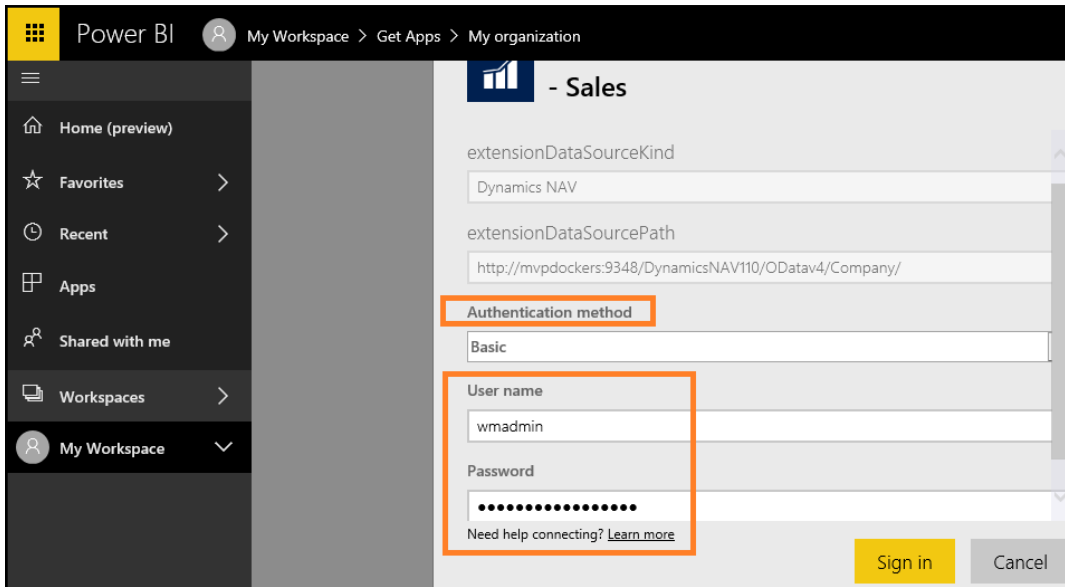 Power BI
My Workspace > Get Apps > My organization
- Sales
Home (preview)
Favorites
Recent
Apps
Shared with me
Workspaces
My Workspace
extensionDataSourceKind
Dynamics NAV
extensionDataSourcePath
http://mvpdockers:9348/DynamicsNAV110/ODatav4/Company/
Authentication method
Basic
User name
wmadmin
Password
•••••••••••••••••
Need help connecting? Learn more
Sign in
Cancel